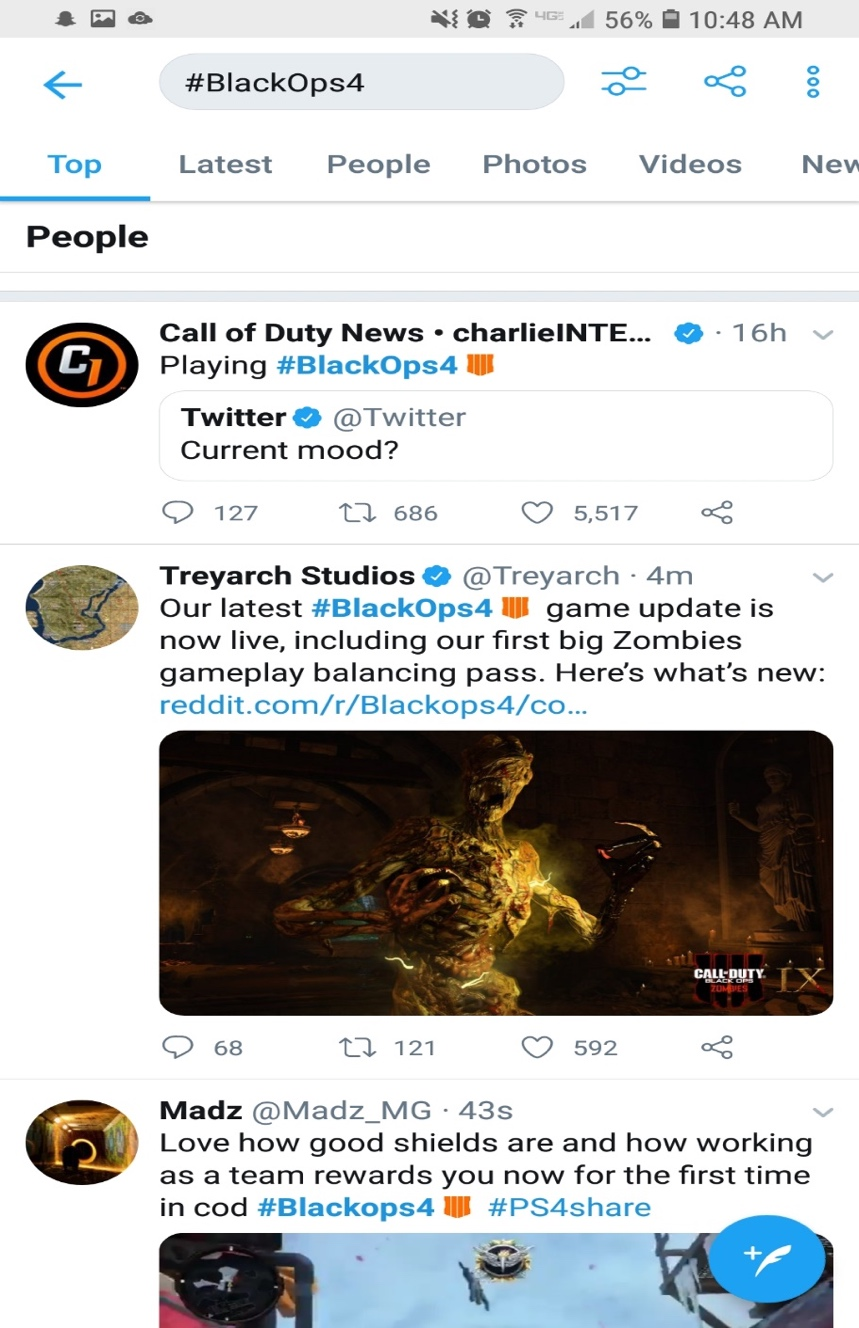 4GE 56% 10:48 AM
#BlackOps4
Top Latest People Photos Videos New
People
Call of Duty News • charlieINTE... · 16h
Playing #BlackOps4
Twitter @Twitter
Current mood?
127 686 5,517
Treyarch Studios @Treyarch · 4m
Our latest #BlackOps4 game update is
now live, including our first big Zombies
gameplay balancing pass. Here’s what’s new:
reddit.com/r/Blackops4/co...
CALL·DUTY
BLACK OPS
ZOMBIES
IX
68 121 592
Madz @Madz_MG · 43s
Love how good shields are and how working
as a team rewards you now for the first time
in cod #Blackops4 #PS4share